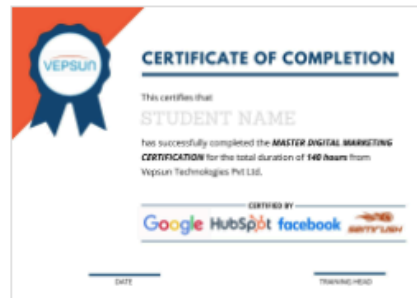 VEPSUN
CERTIFICATE OF COMPLETION
This certifies that
STUDENT NAME
has successfully completed the MASTER DIGITAL MARKETING
CERTIFICATION for the total duration of 140 hours from
Vepsun Technologies Pvt Ltd.
CERTIFIED BY
Google HubSpot facebook semrush
DATE
TRAINING HEAD